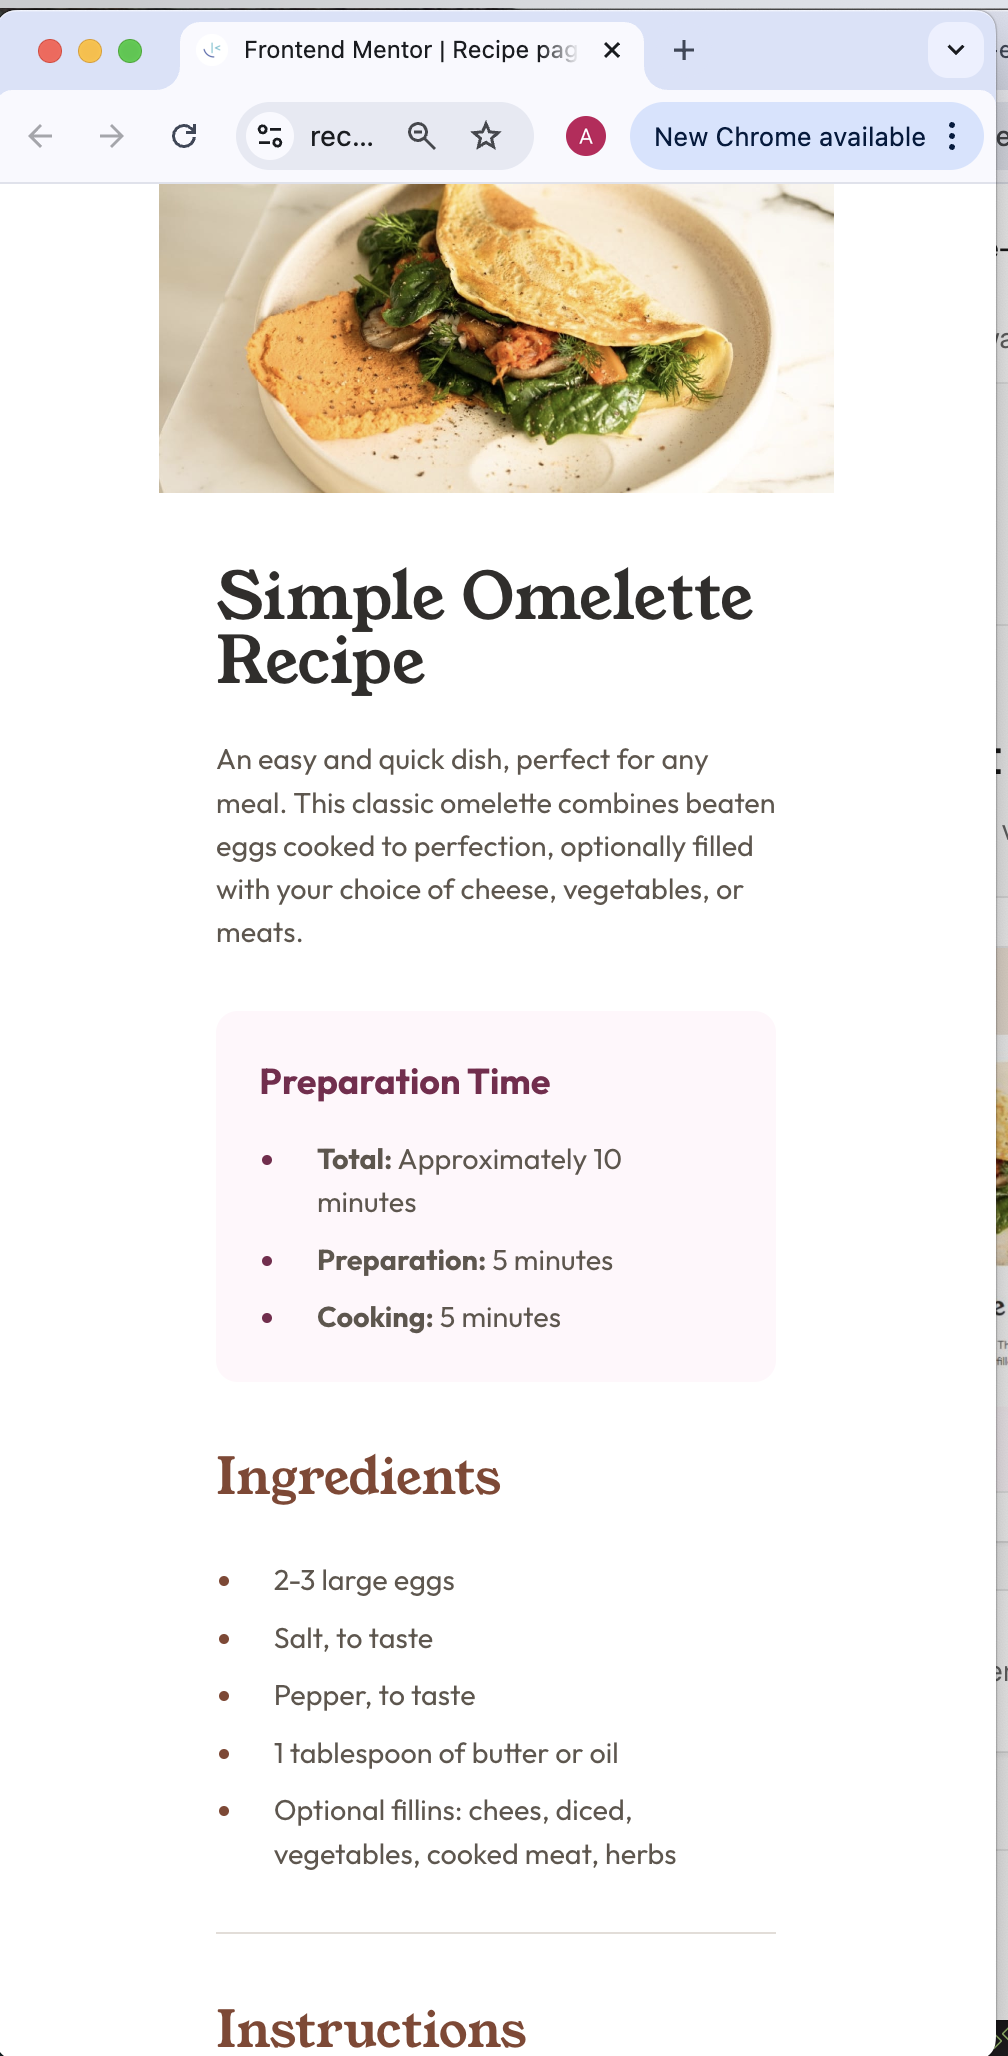 Frontend Mentor | Recipe pag
rec...
A
New Chrome available
Simple Omelette
Recipe
An easy and quick dish, perfect for any
meal. This classic omelette combines beaten
eggs cooked to perfection, optionally filled
with your choice of cheese, vegetables, or
meats.
Preparation Time
• Total: Approximately 10
minutes
• Preparation: 5 minutes
• Cooking: 5 minutes
Ingredients
• 2-3 large eggs
• Salt, to taste
• Pepper, to taste
• 1 tablespoon of butter or oil
• Optional fillins: chees, diced,
vegetables, cooked meat, herbs
Instructions